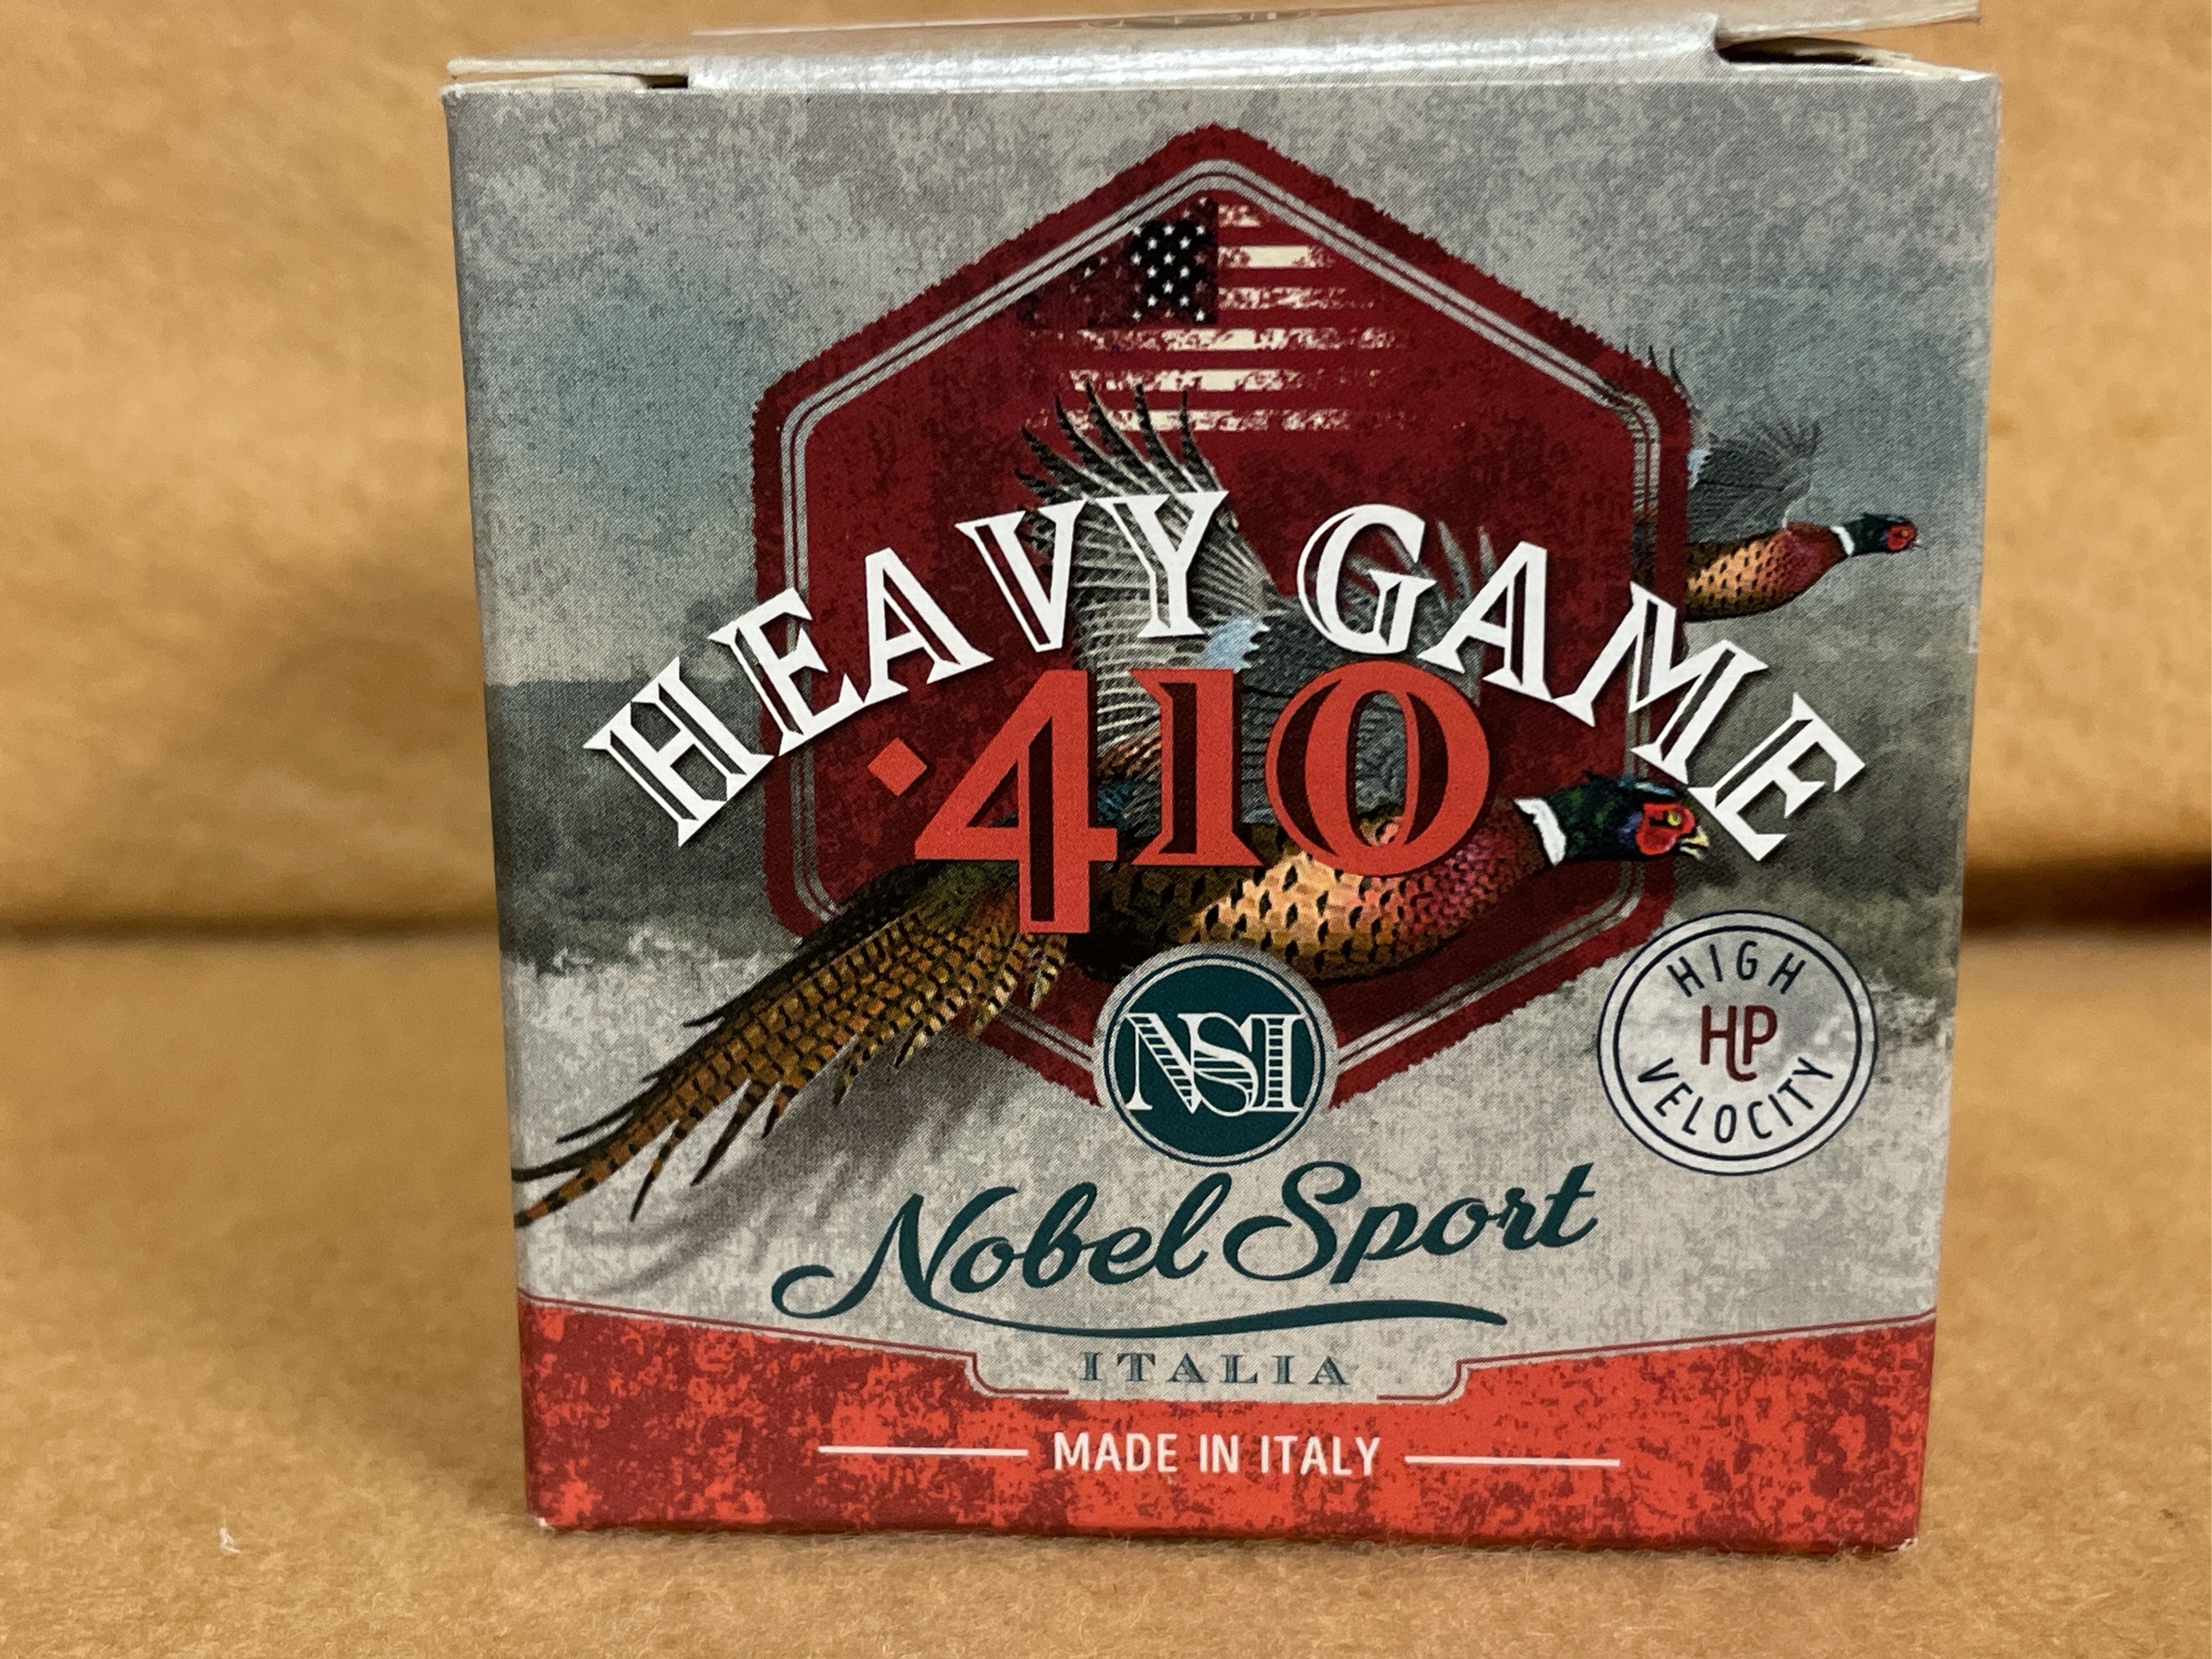 HEAVY GAME
.410
HIGH
HP
VELOCITY
NSI
Nobel Sport
ITALIA
MADE IN ITALY